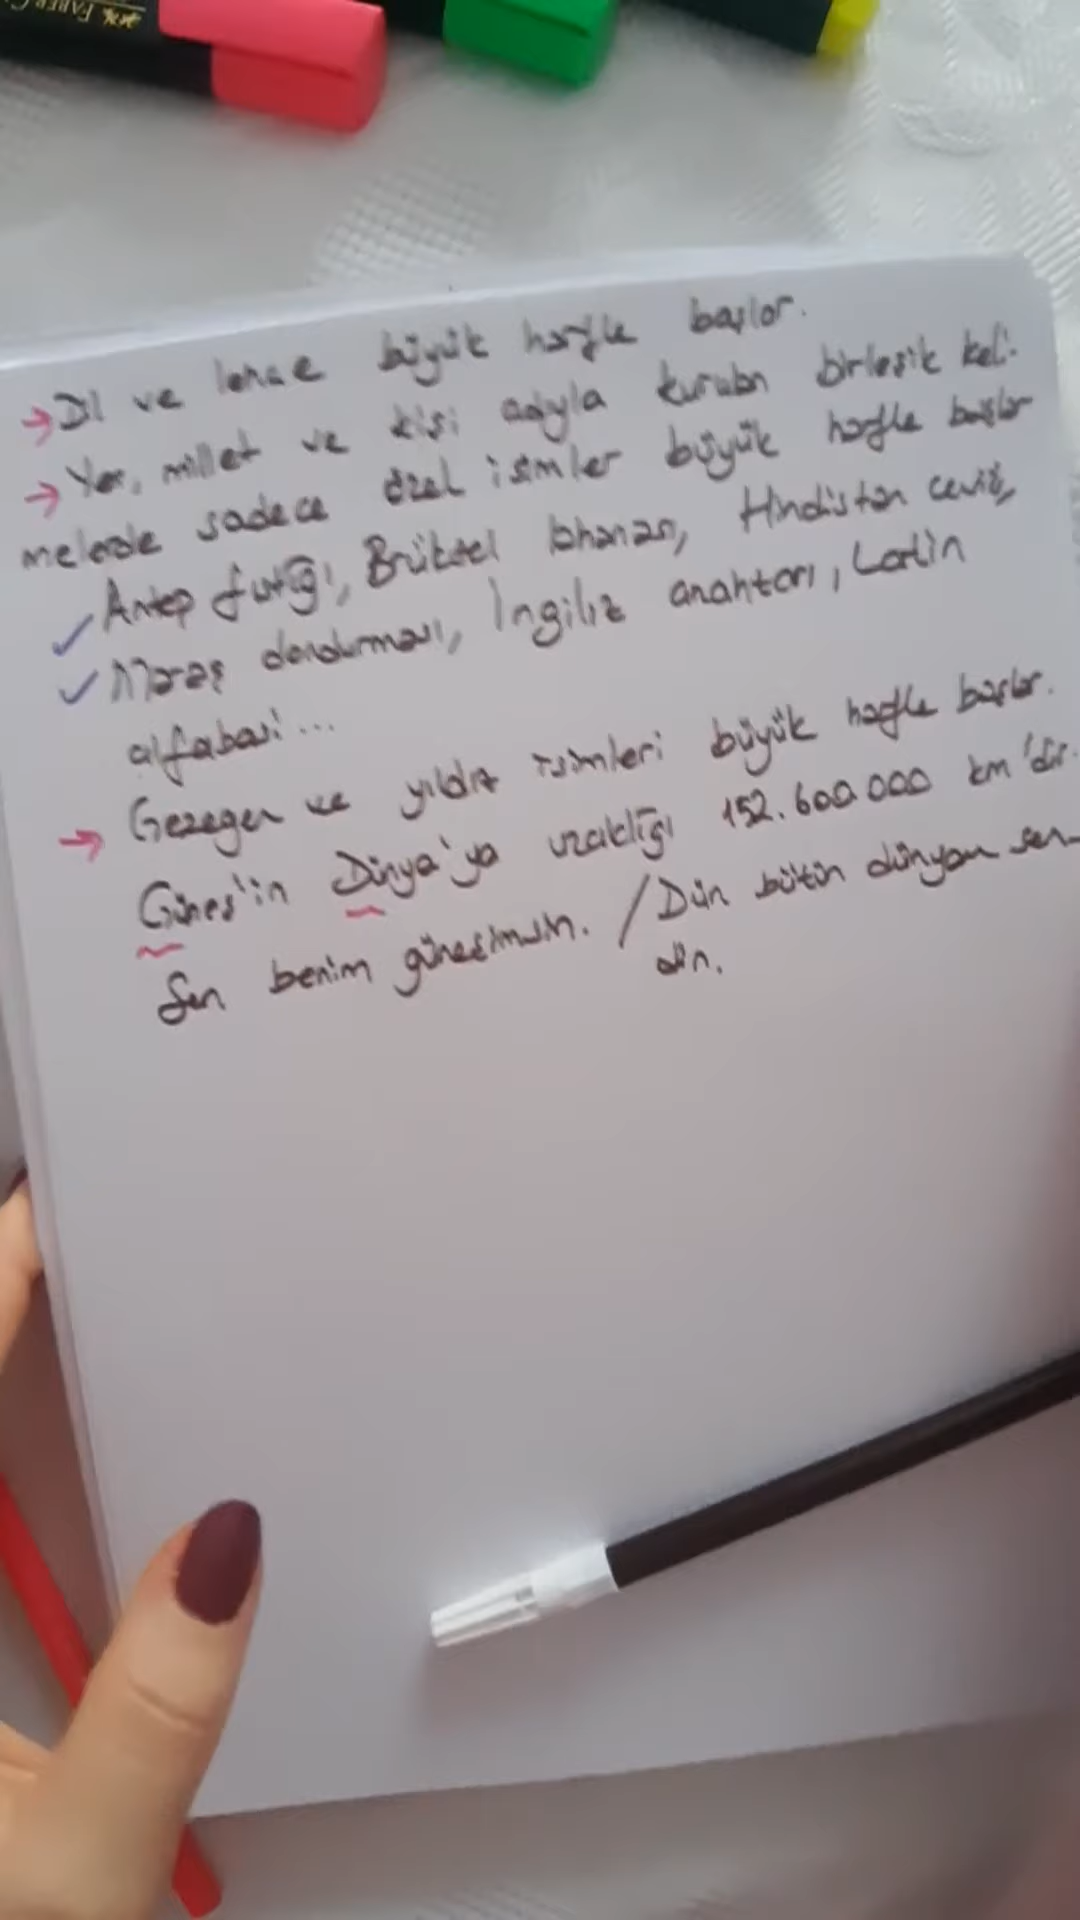 FABER-C
→ Dil ve lehçe büyük harfle başlar.
→ Yer, millet ve kişi adıyla kurulan birleşik keli-
melerde sadece özel isimler büyük harfle başlar
✓ Antep fıstığı, Brüksel lahanası, Hindistan cevizi,
✓ Maraş dondurması, İngiliz anahtarı, Latin
alfabesi...
→ Gezegen ve yıldız isimleri büyük harfle başlar.
Güneş'in Dünya'ya uzaklığı 152.600.000 km'dir.
Sen benim güneşimsin. / Dün bütün dünyam sen-
din.